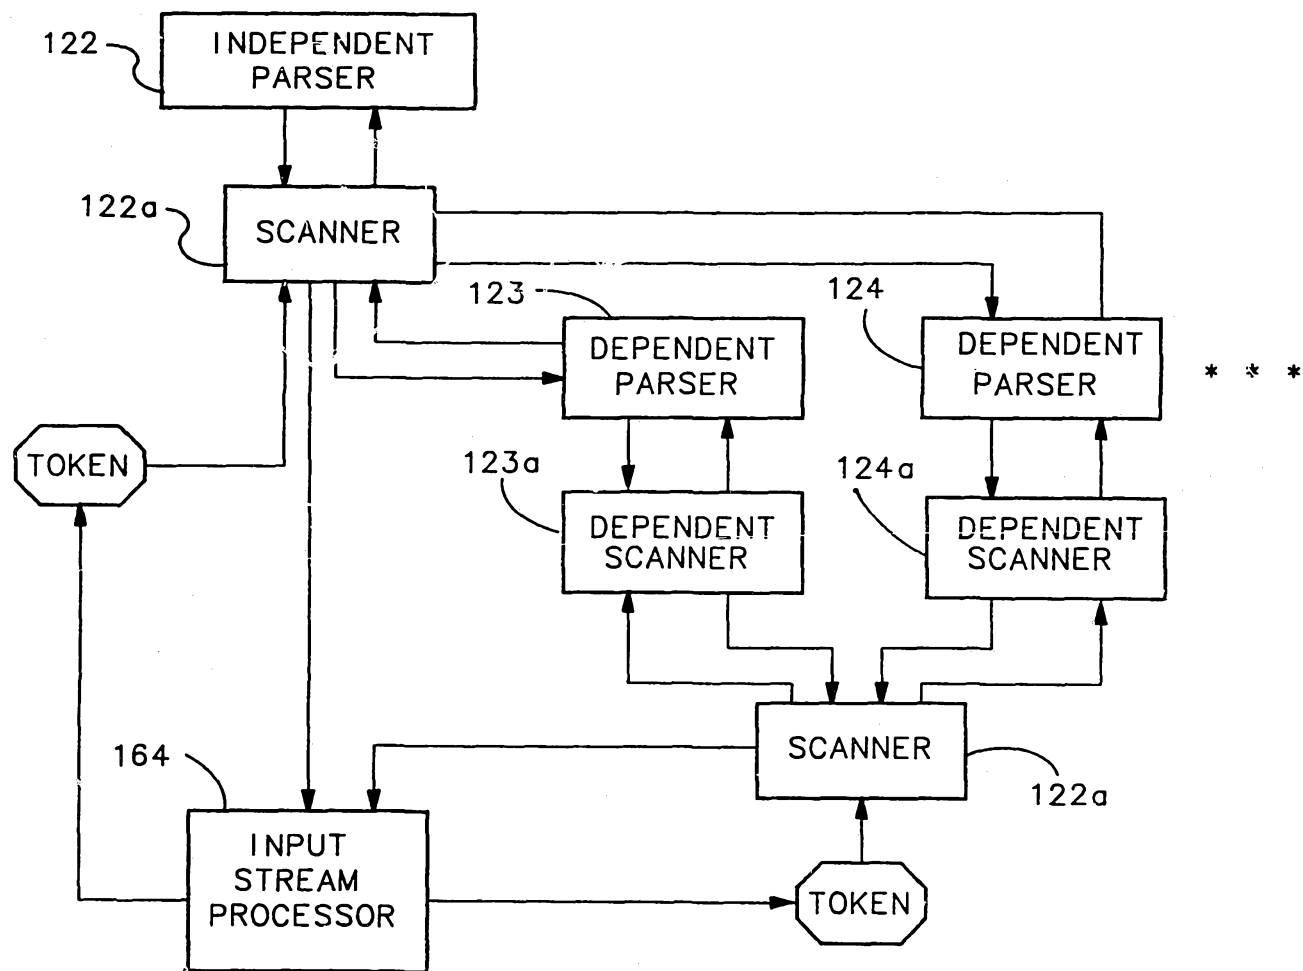 122
INDEPENDENT
PARSER
122a
SCANNER
123
124
DEPENDENT
PARSER
DEPENDENT
PARSER
* * *
TOKEN
123a
124a
DEPENDENT
SCANNER
DEPENDENT
SCANNER
164
SCANNER
122a
INPUT
STREAM
PROCESSOR
TOKEN